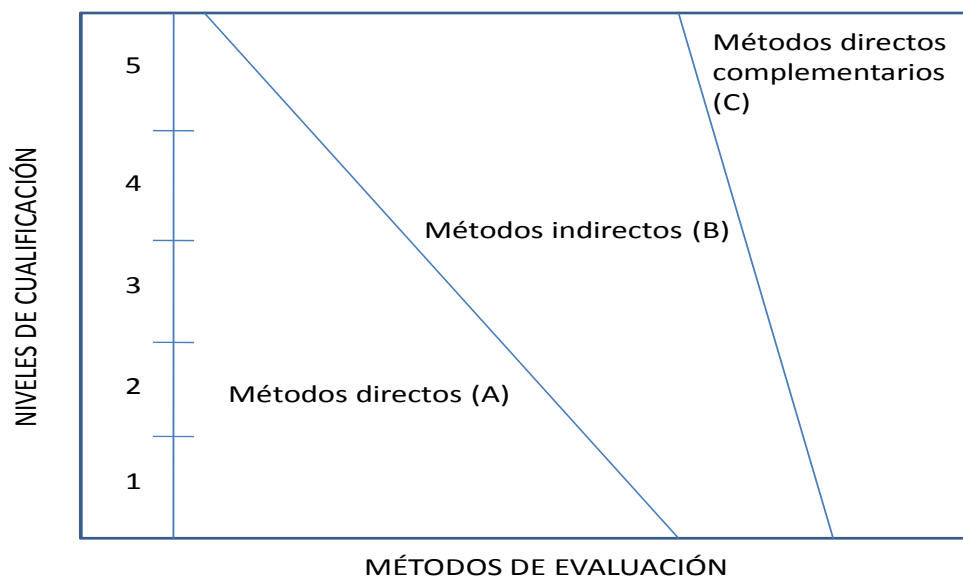 Métodos directos
complementarios
(C)
5
4
Métodos indirectos (B)
3
2
Métodos directos (A)
1
NIVELES DE CUALIFICACIÓN
MÉTODOS DE EVALUACIÓN